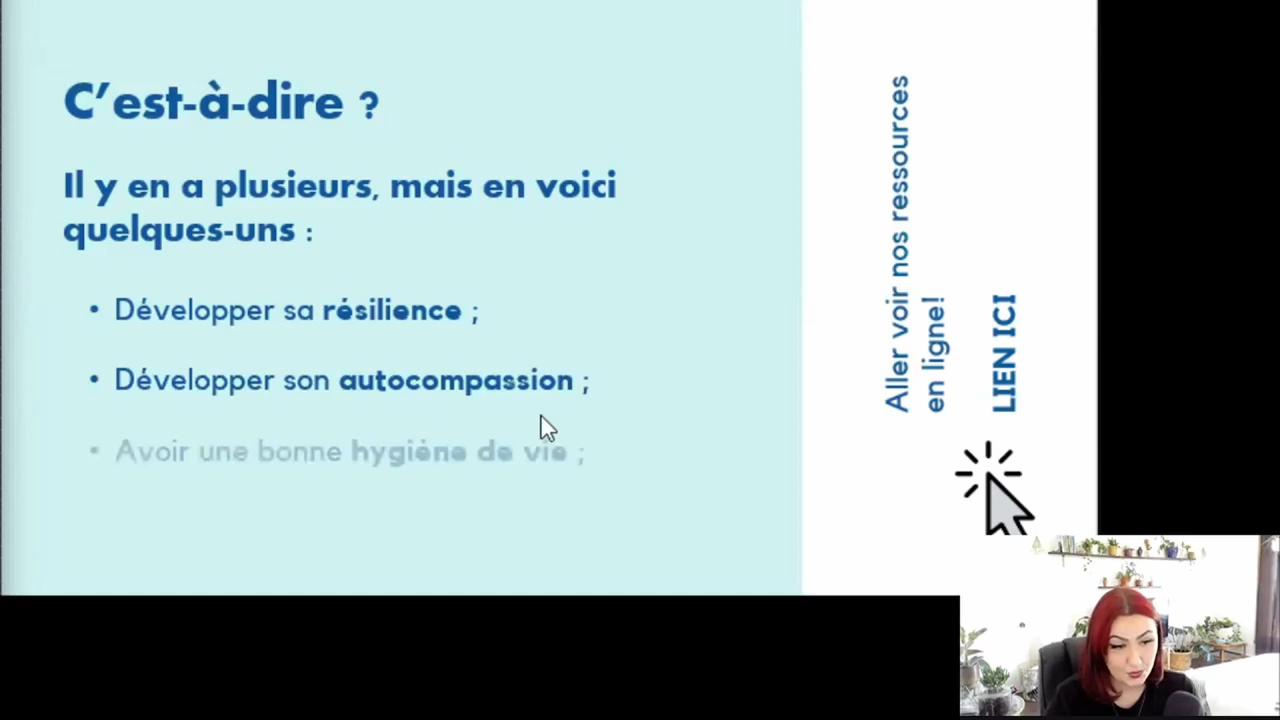 C’est-à-dire ?
Il y en a plusieurs, mais en voici
quelques-uns :
• Développer sa résilience ;
• Développer son autocompassion ;
• Avoir une bonne hygiène de vie ;
Aller voir nos ressources
en ligne!
LIEN ICI